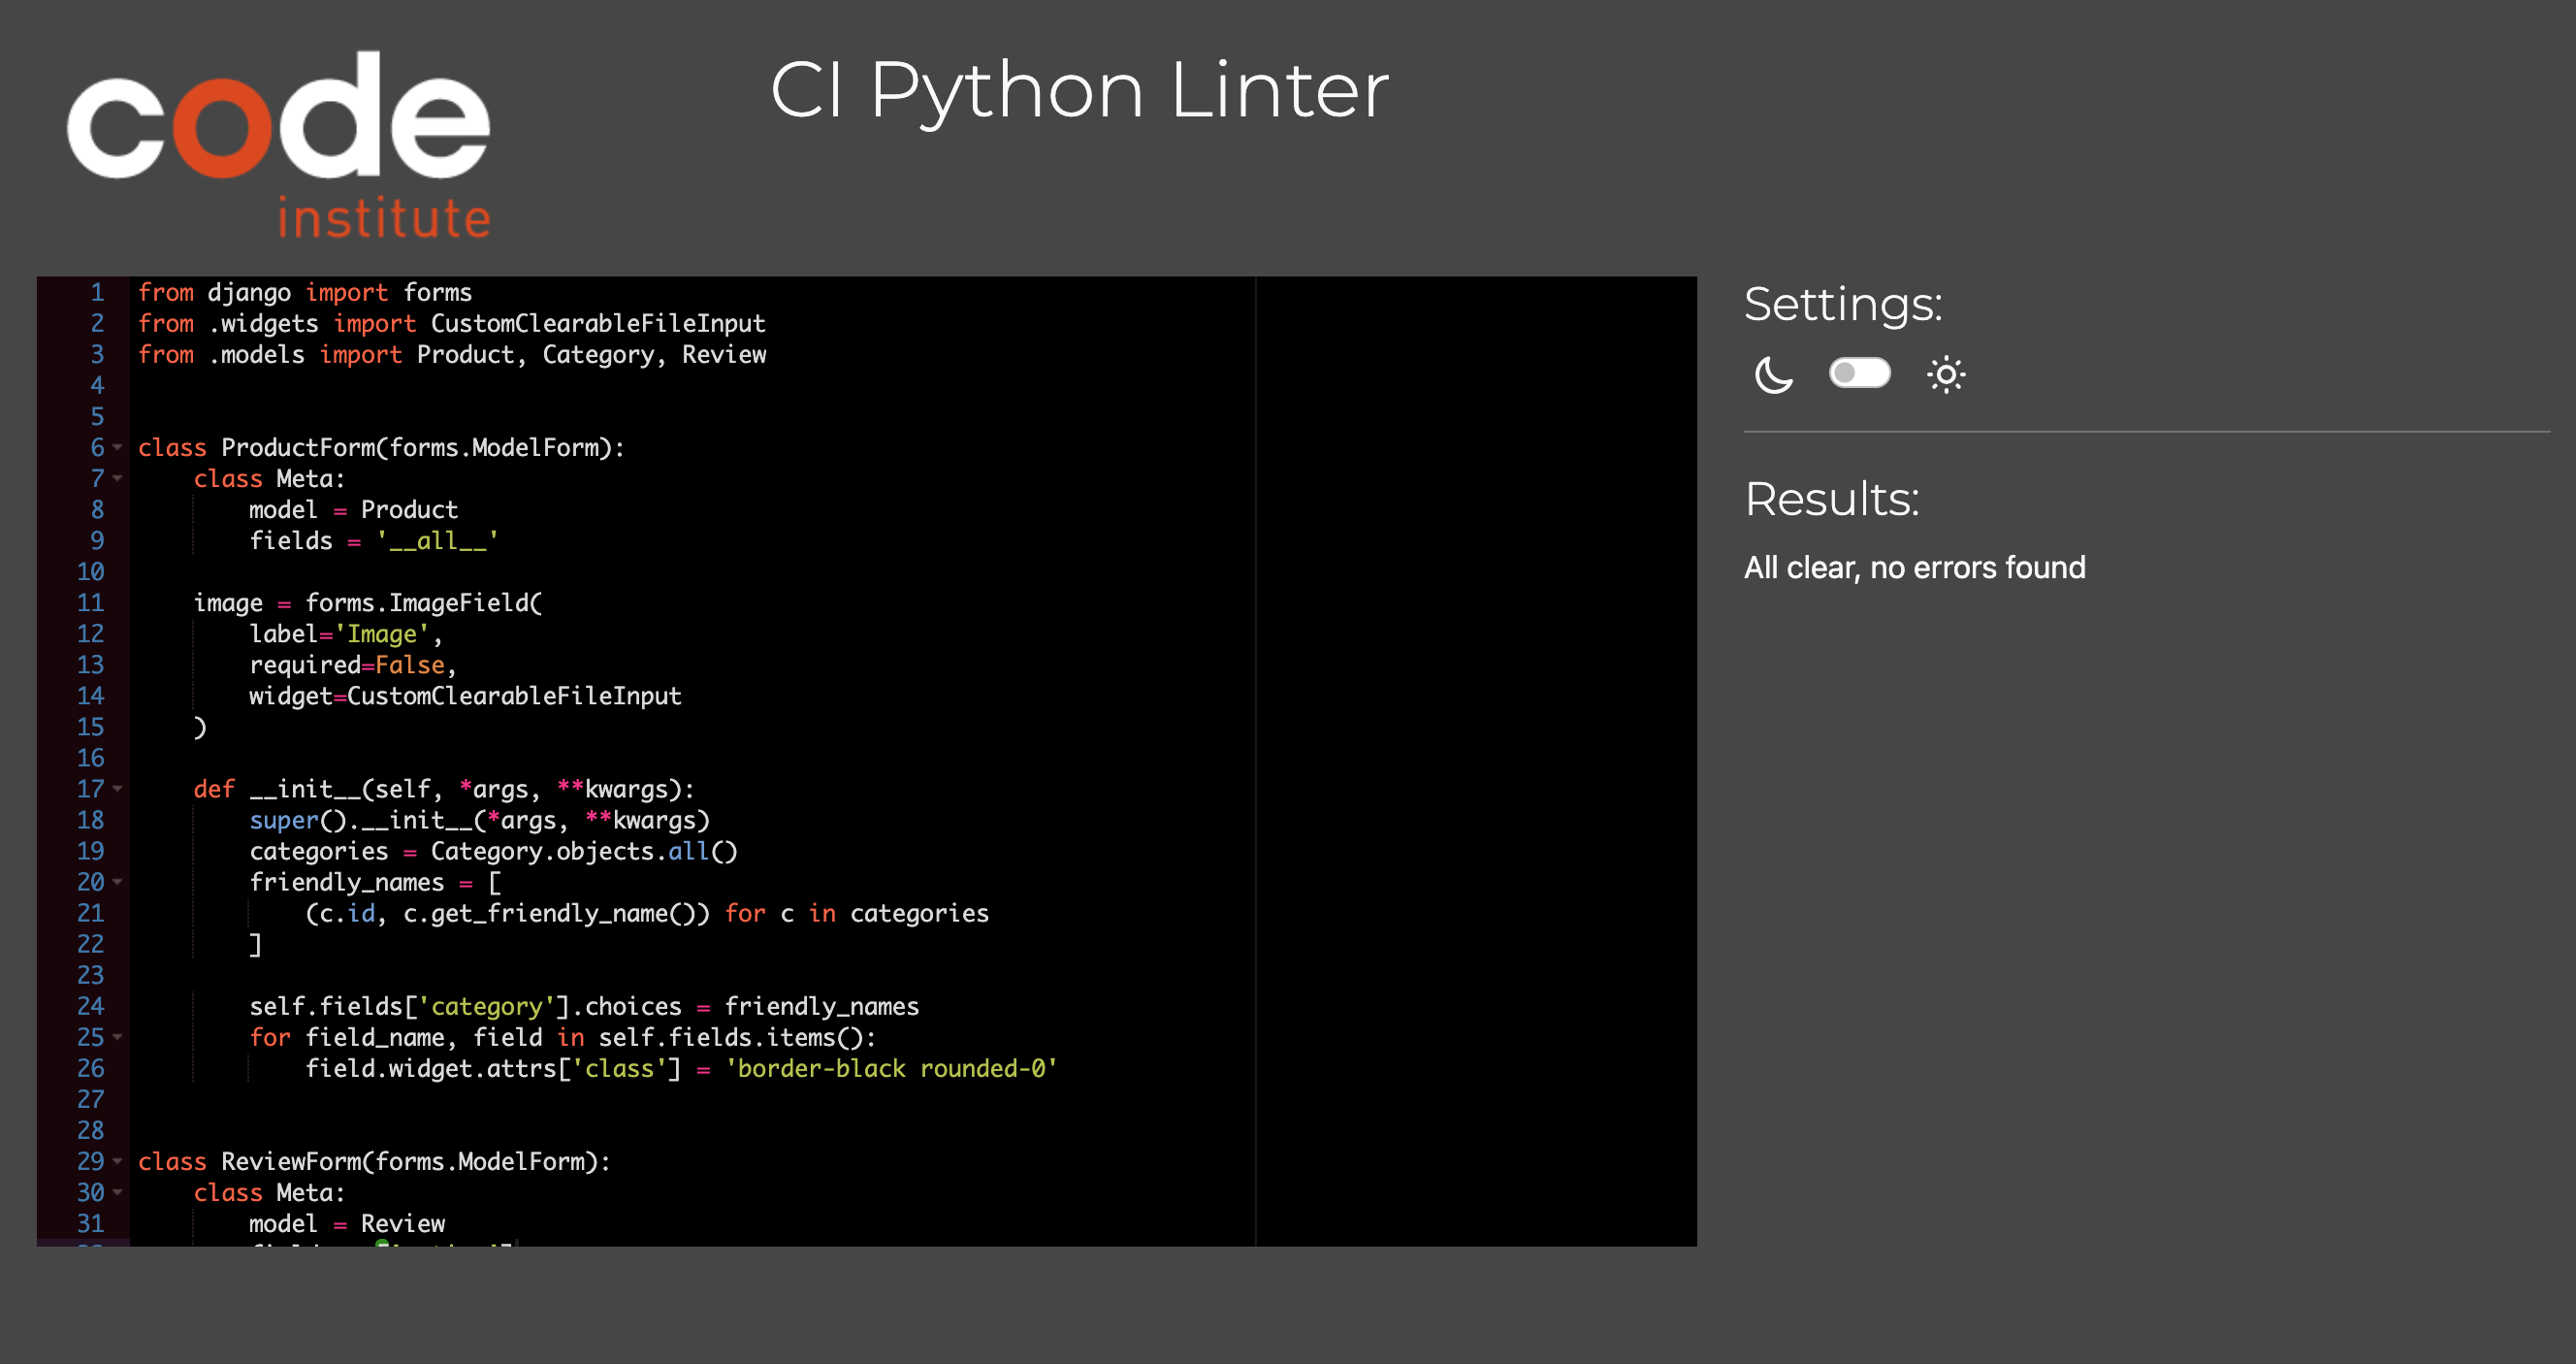 code
institute
CI Python Linter
1 from django import forms
2 from .widgets import CustomClearableFileInput
3 from .models import Product, Category, Review
4
5
6 class ProductForm(forms.ModelForm):
7     class Meta:
8         model = Product
9         fields = '__all__'
10
11     image = forms.ImageField(
12         label='Image',
13         required=False,
14         widget=CustomClearableFileInput
15     )
16
17     def __init__(self, *args, **kwargs):
18         super().__init__(*args, **kwargs)
19         categories = Category.objects.all()
20         friendly_names = [
21             (c.id, c.get_friendly_name()) for c in categories
22         ]
23
24         self.fields['category'].choices = friendly_names
25         for field_name, field in self.fields.items():
26             field.widget.attrs['class'] = 'border-black rounded-0'
27
28
29 class ReviewForm(forms.ModelForm):
30     class Meta:
31         model = Review
Settings:
Results:
All clear, no errors found